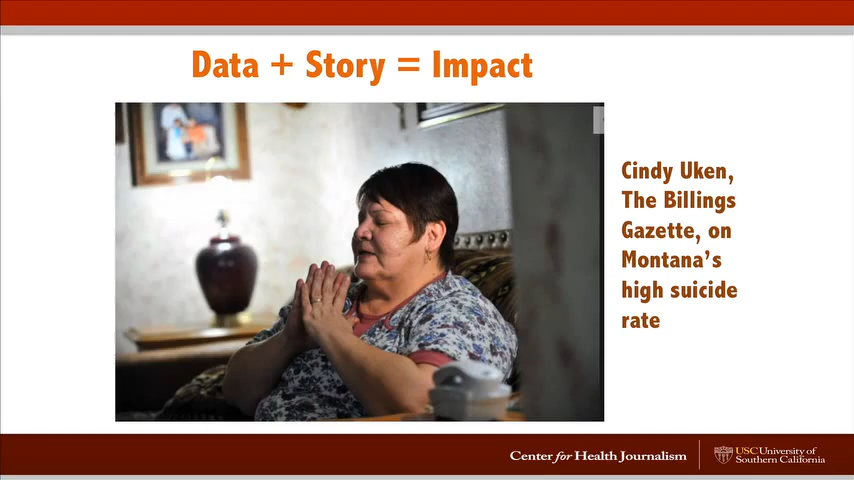 Data + Story = Impact
Cindy Uken,
The Billings
Gazette, on
Montana’s
high suicide
rate
Center for Health Journalism
USC University of
Southern California